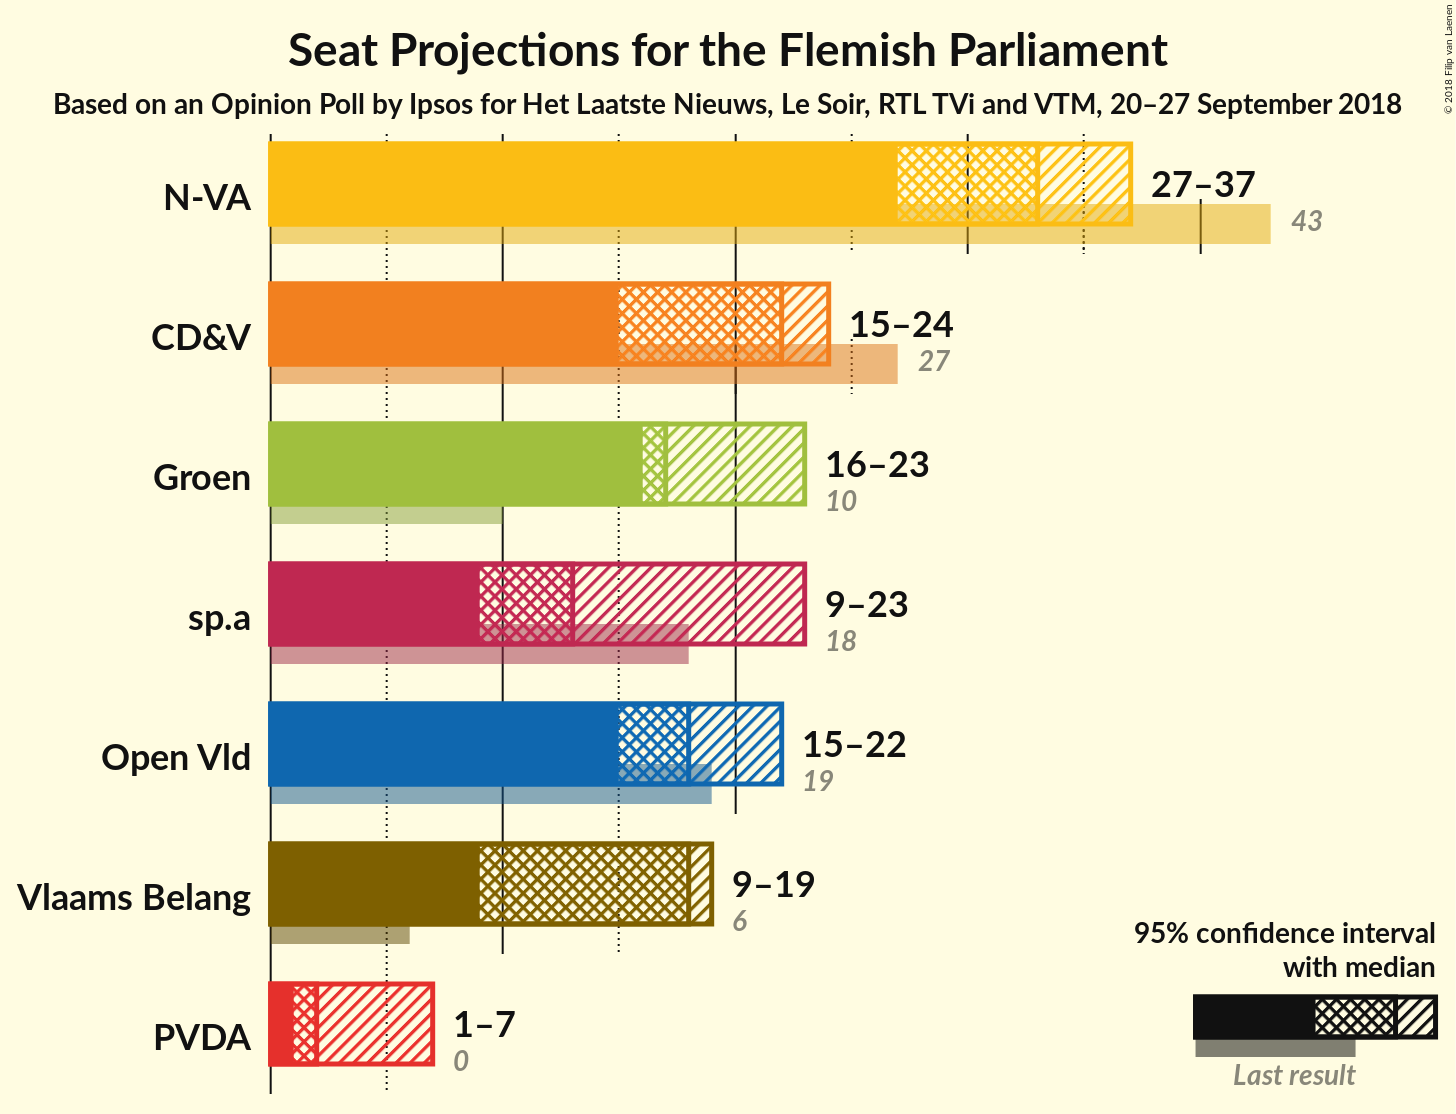 Seat Projections for the Flemish Parliament
Based on an Opinion Poll by Ipsos for Het Laatste Nieuws, Le Soir, RTL TVi and VTM, 20–27 September 2018
© 2018 Filip van Laenen
N-VA
27–37
43
CD&V
15–24
27
Groen
16–23
10
sp.a
9–23
18
Open Vld
15–22
19
Vlaams Belang
9–19
6
PVDA
1–7
0
95% confidence interval
with median
Last result